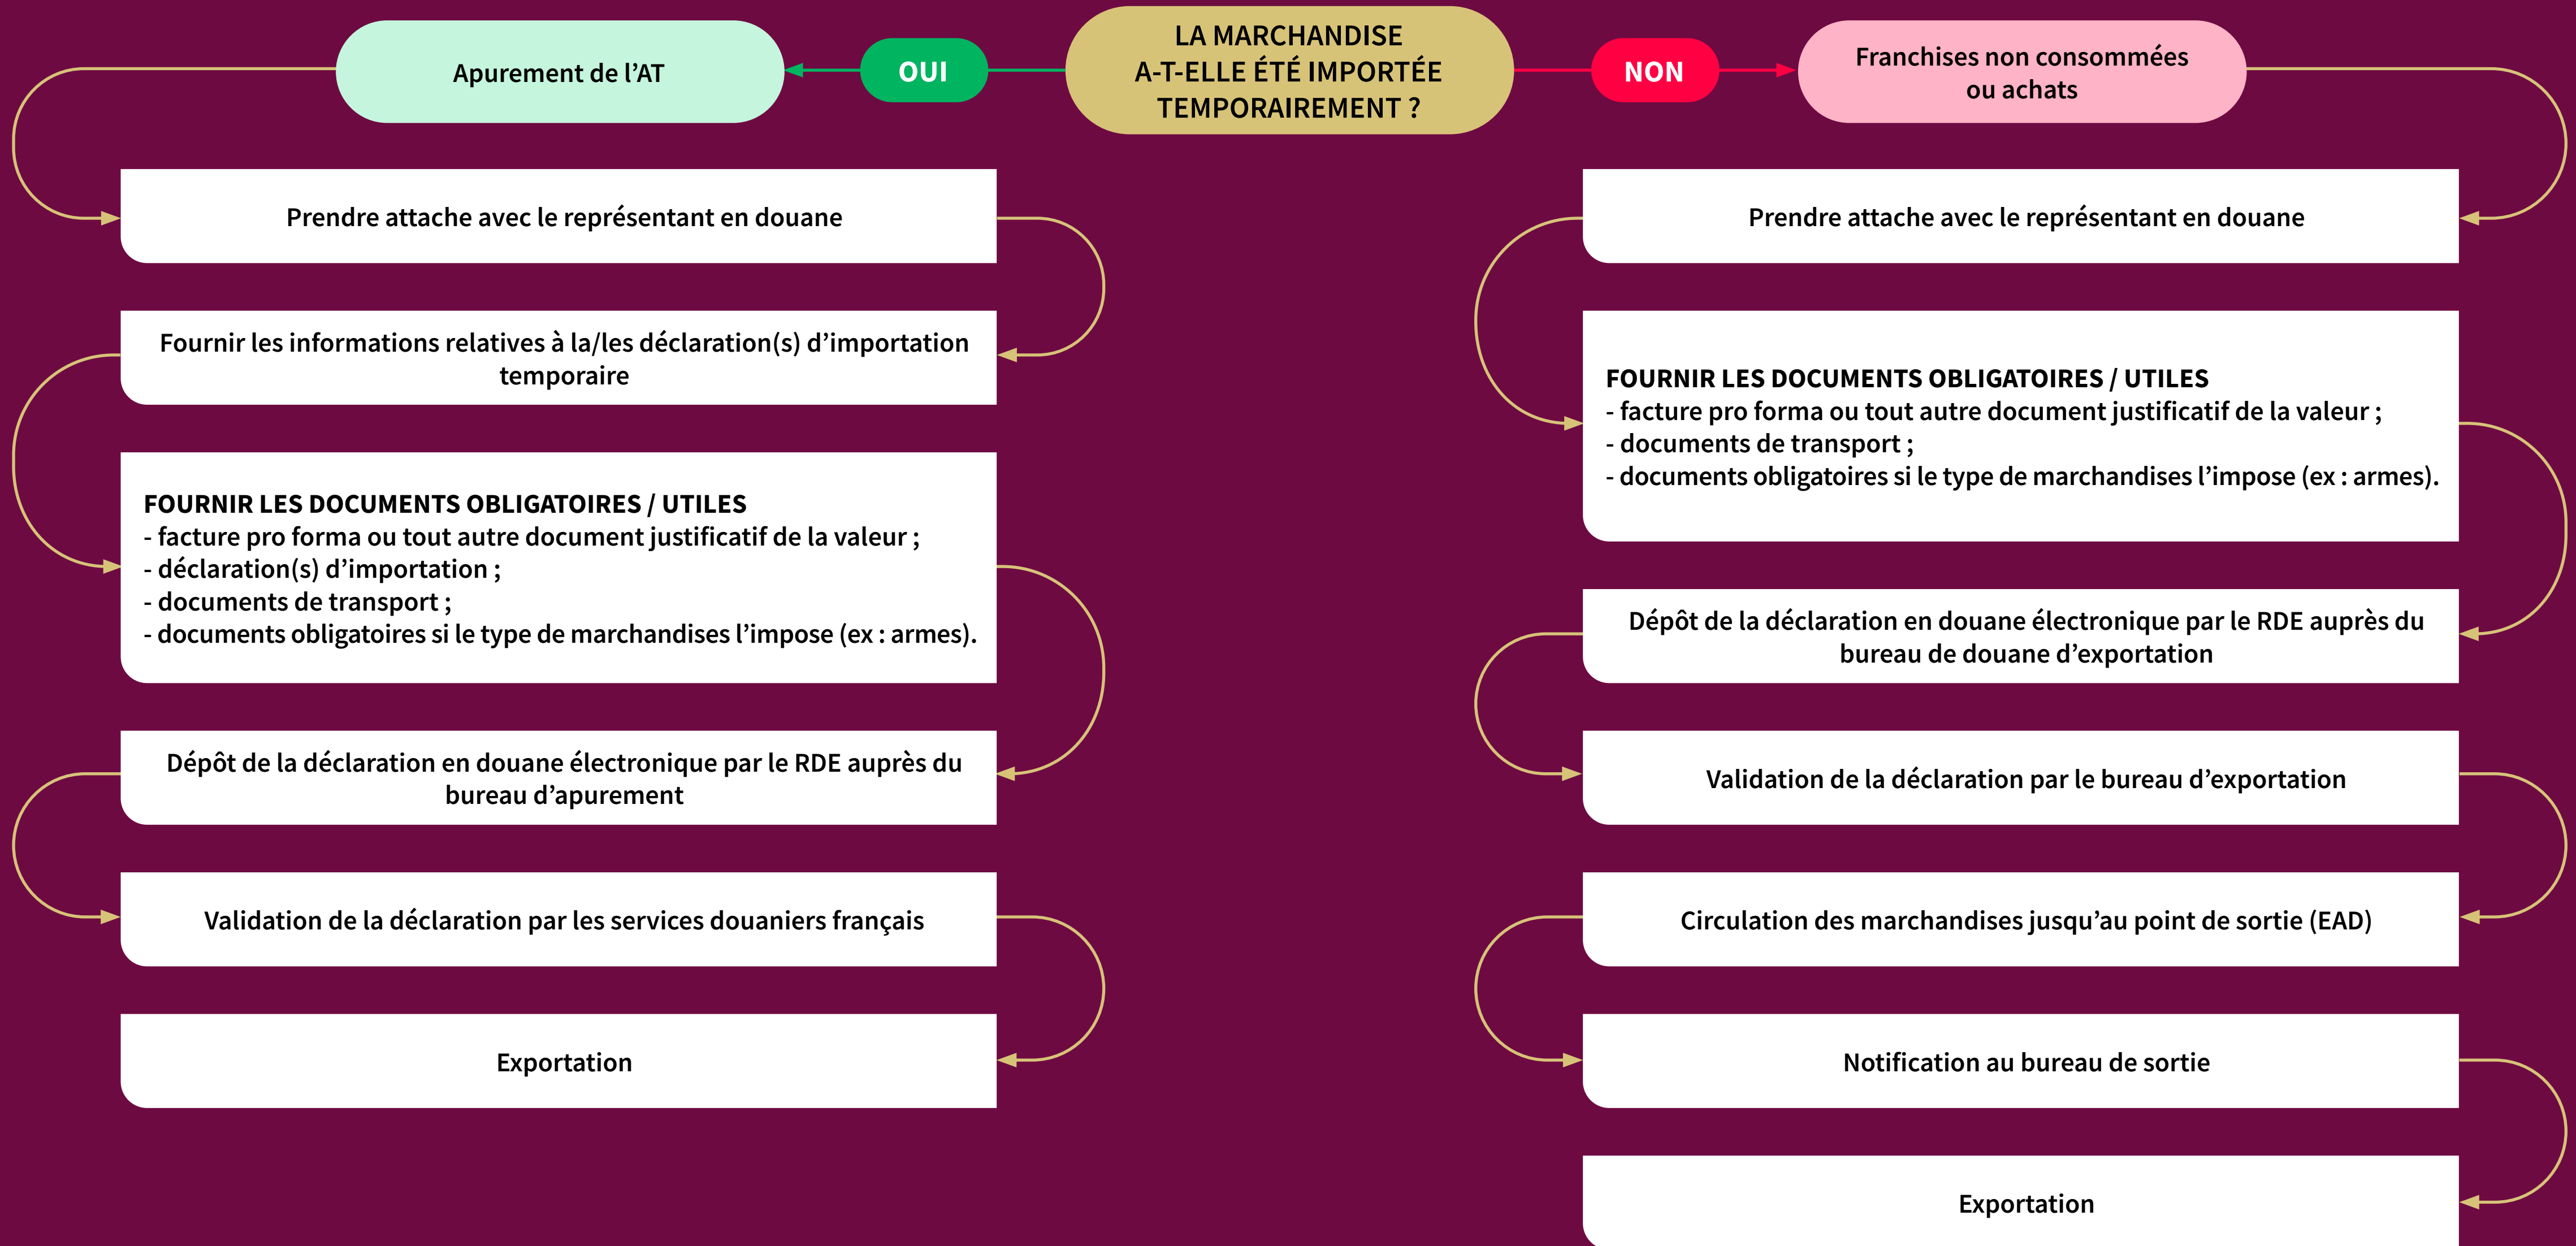 LA MARCHANDISE
A-T-ELLE ÉTÉ IMPORTÉE
TEMPORAIREMENT ?
OUI
Apurement de l’AT
Prendre attache avec le représentant en douane
Fournir les informations relatives à la/les déclaration(s) d’importation
temporaire
FOURNIR LES DOCUMENTS OBLIGATOIRES / UTILES
- facture pro forma ou tout autre document justificatif de la valeur ;
- déclaration(s) d’importation ;
- documents de transport ;
- documents obligatoires si le type de marchandises l’impose (ex : armes).
Dépôt de la déclaration en douane électronique par le RDE auprès du
bureau d’apurement
Validation de la déclaration par les services douaniers français
Exportation
NON
Franchises non consommées
ou achats
Prendre attache avec le représentant en douane
FOURNIR LES DOCUMENTS OBLIGATOIRES / UTILES
- facture pro forma ou tout autre document justificatif de la valeur ;
- documents de transport ;
- documents obligatoires si le type de marchandises l’impose (ex : armes).
Dépôt de la déclaration en douane électronique par le RDE auprès du
bureau de douane d’exportation
Validation de la déclaration par le bureau d’exportation
Circulation des marchandises jusqu’au point de sortie (EAD)
Notification au bureau de sortie
Exportation